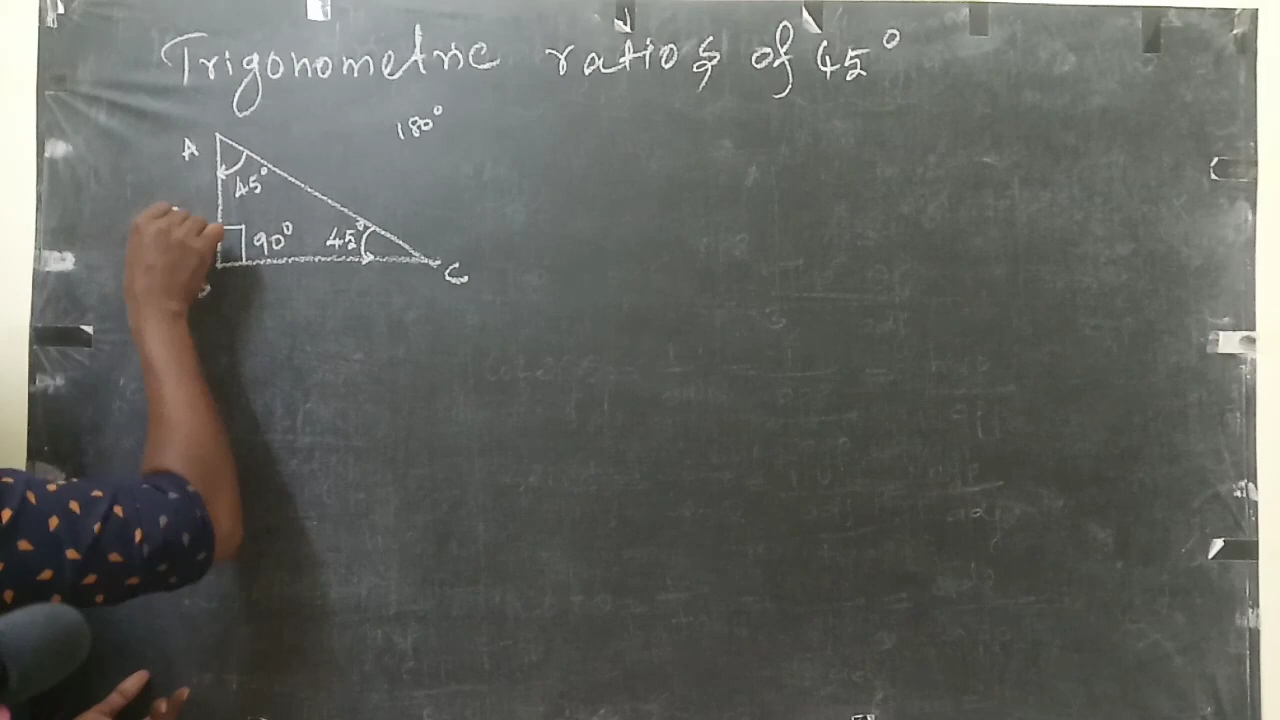 Trigonometric ratios of 45°
180°
A
45°
90° 45°
C